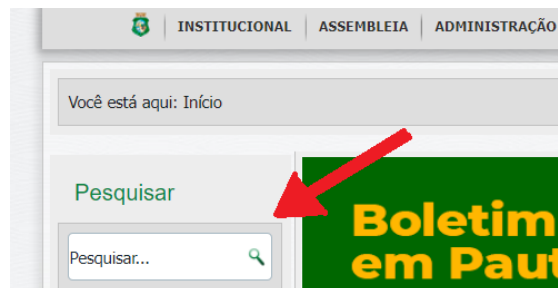 INSTITUCIONAL ASSEMBLEIA ADMINISTRAÇÃO
Você está aqui: Início
Pesquisar
Pesquisar...
Boletim
em Paut